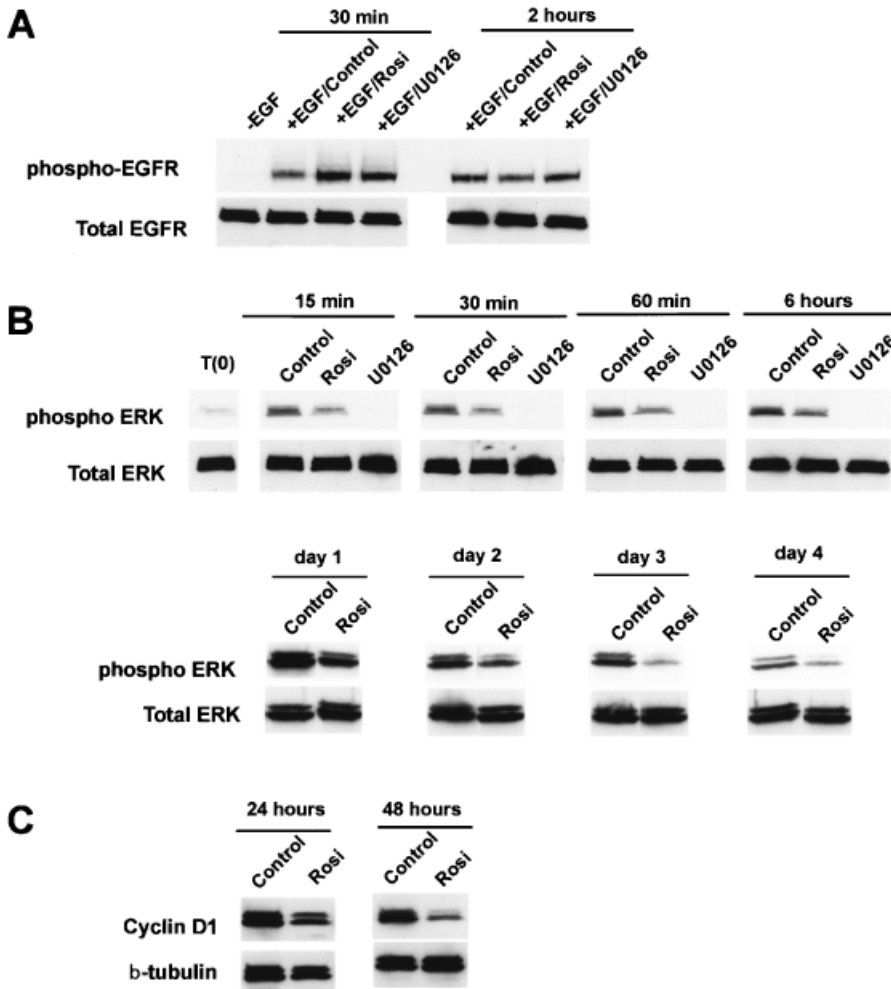 A
30 min
2 hours
-EGF
+EGF/Control
+EGF/Rosi
+EGF/U0126
+EGF/Control
+EGF/Rosi
+EGF/U0126
phospho-EGFR
Total EGFR
B
15 min
30 min
60 min
6 hours
T(0)
Control
Rosi
U0126
Control
Rosi
U0126
Control
Rosi
U0126
Control
Rosi
U0126
phospho ERK
Total ERK
day 1
day 2
day 3
day 4
Control
Rosi
Control
Rosi
Control
Rosi
Control
Rosi
phospho ERK
Total ERK
C
24 hours
48 hours
Control
Rosi
Control
Rosi
Cyclin D1
b-tubulin